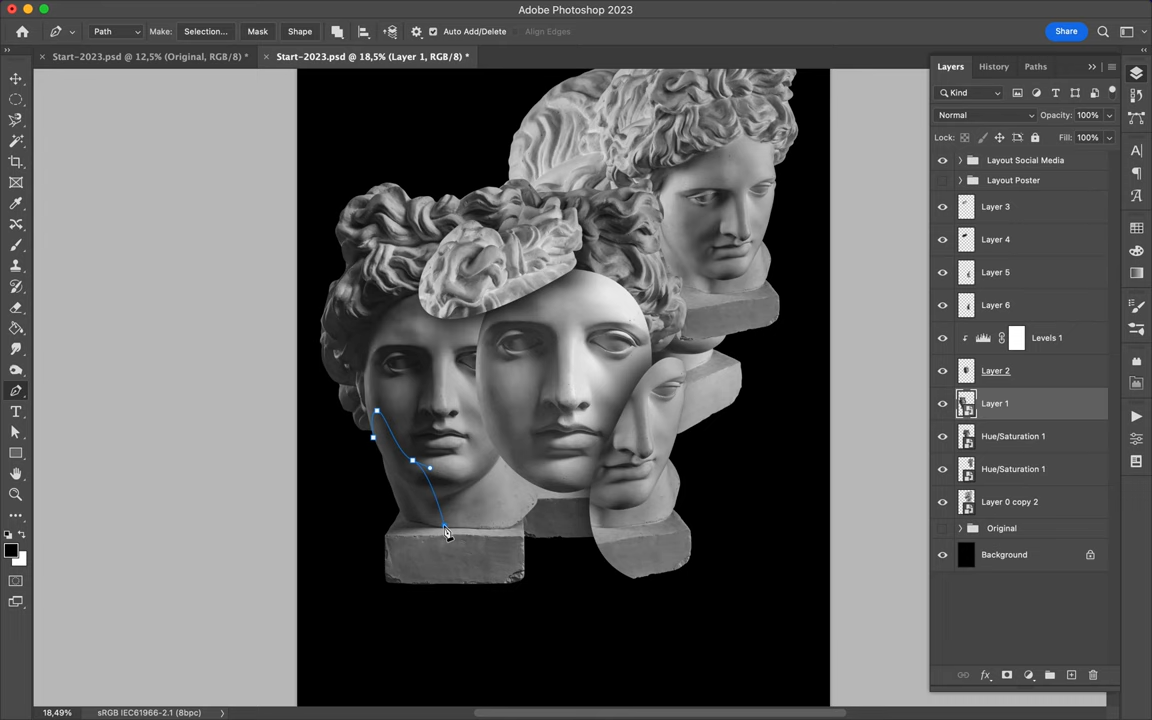 Adobe Photoshop 2023
Path
Make:
Selection...
Mask
Shape
Auto Add/Delete
Align Edges
Share
Start-2023.psd @ 12,5% (Original, RGB/8) *
Start-2023.psd @ 18,5% (Layer 1, RGB/8) *
Layers
History
Paths
Kind
Normal
Opacity:
100%
Lock:
Fill:
100%
Layout Social Media
Layout Poster
Layer 3
Layer 4
Layer 5
Layer 6
Levels 1
Layer 2
Layer 1
Hue/Saturation 1
Hue/Saturation 1
Layer 0 copy 2
Original
Background
fx
18,49%
sRGB IEC61966-2.1 (8bpc)